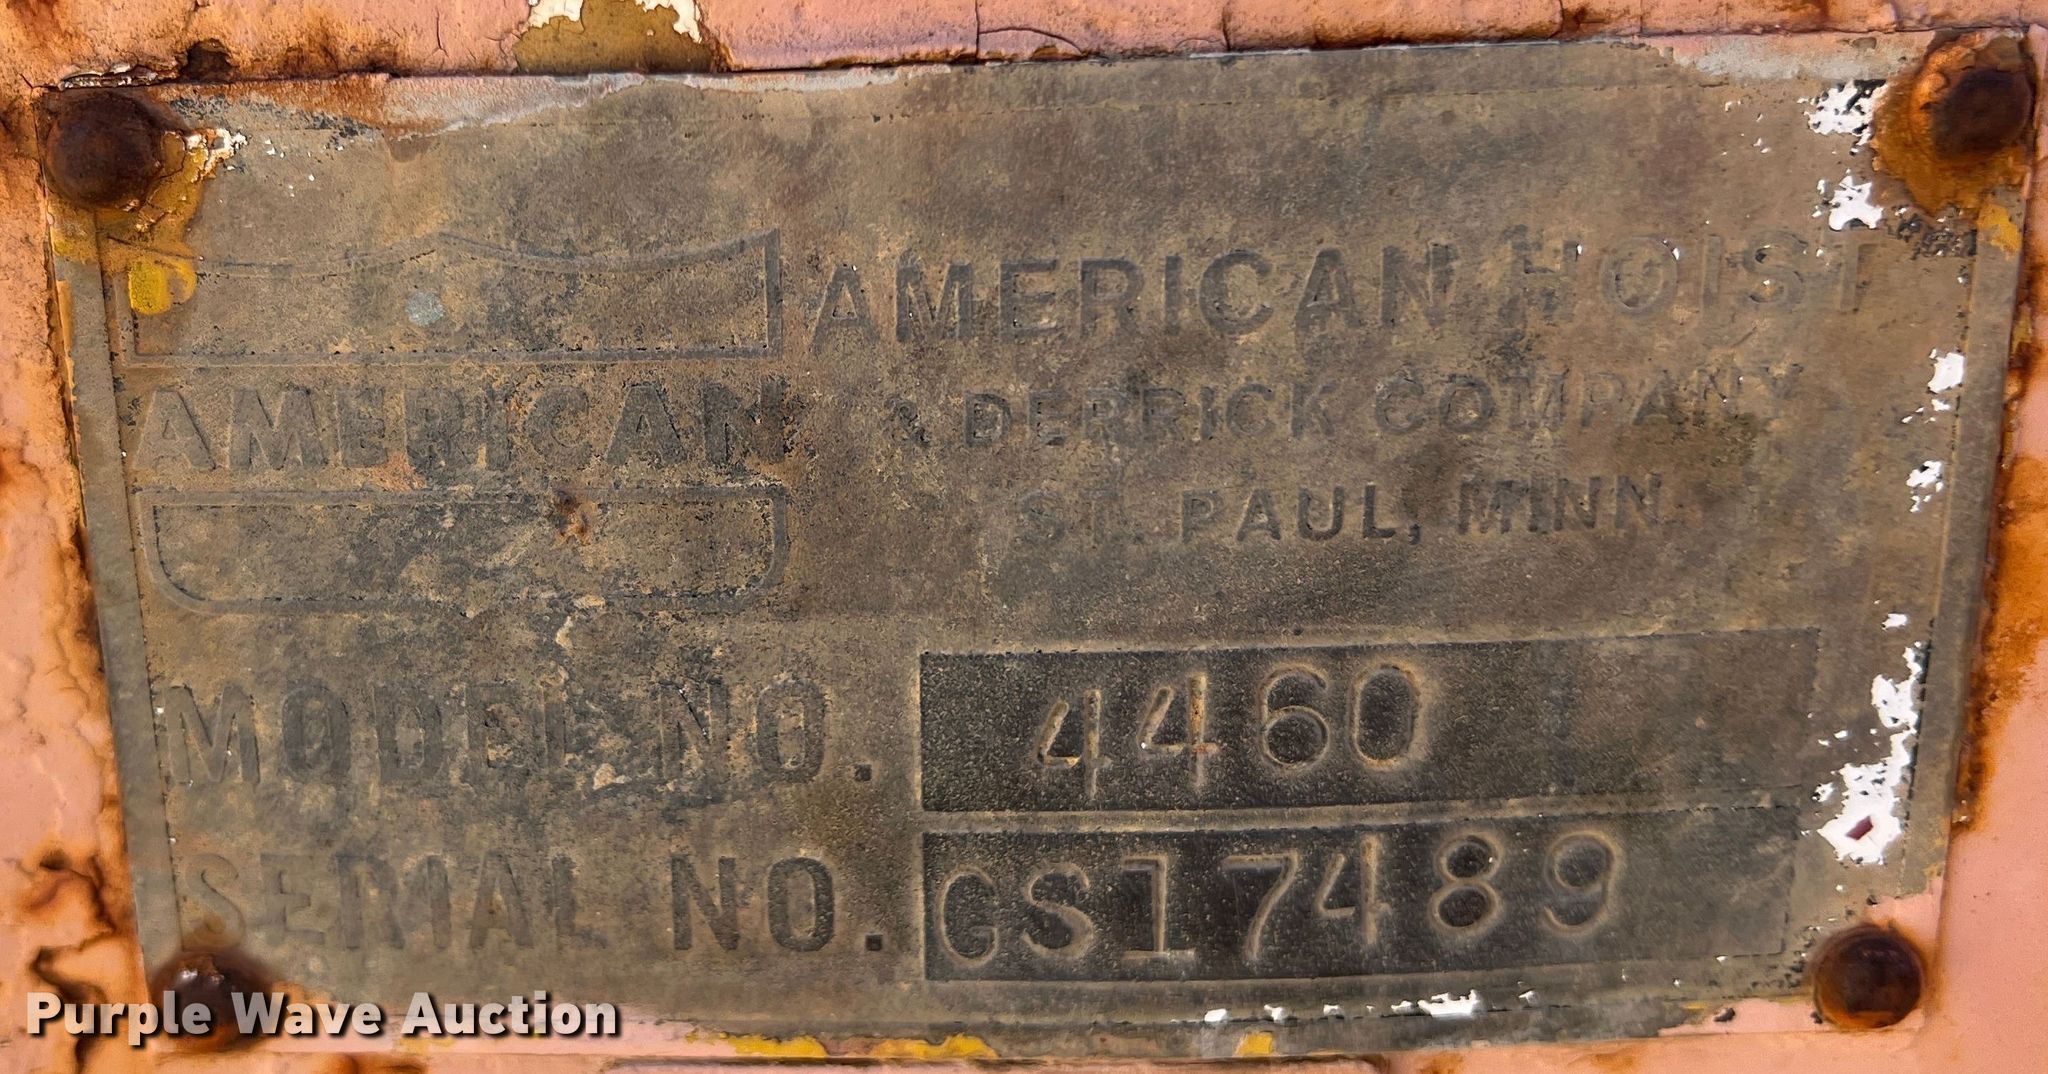 AMERICAN HOIST
& DERRICK COMPANY
ST. PAUL, MINN.
AMERICAN
MODEL NO. 4460
SERIAL NO. GS17489
Purple Wave Auction